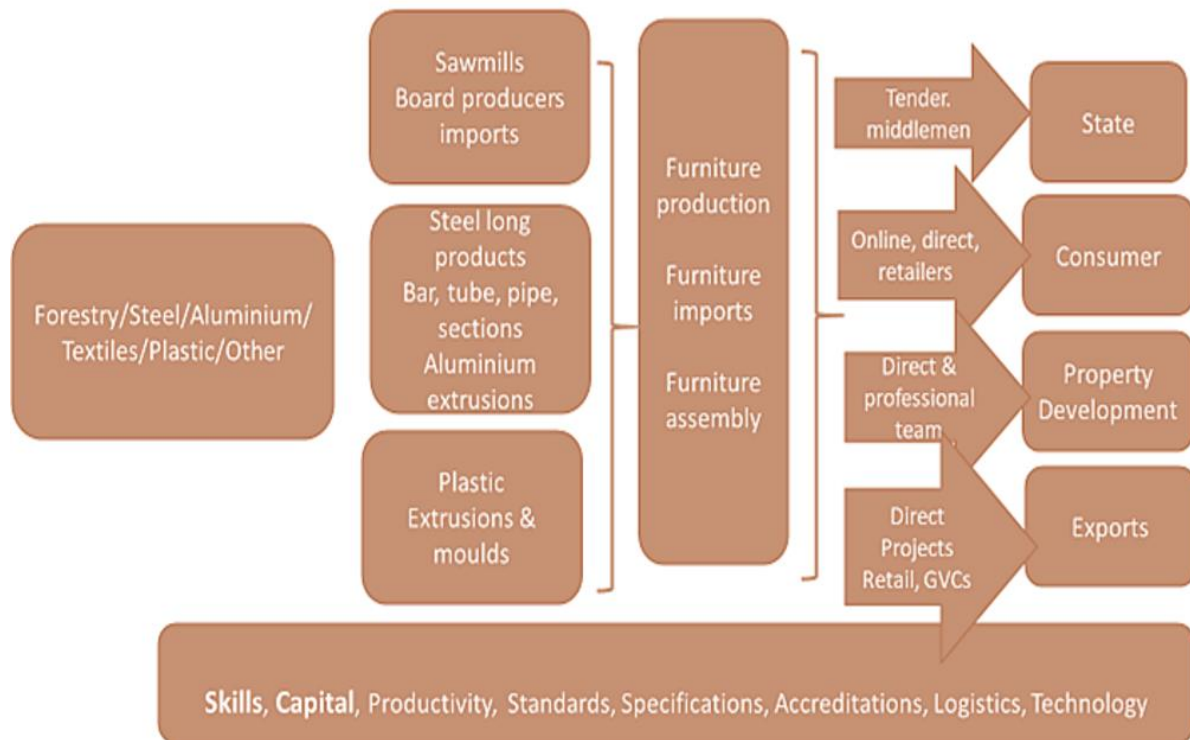 Forestry/Steel/Aluminium/
Textiles/Plastic/Other
Sawmills
Board producers
imports
Steel long
products
Bar, tube, pipe,
sections
Aluminium
extrusions
Plastic
Extrusions &
moulds
Furniture
production
Furniture
imports
Furniture
assembly
Tender.
middlemen
State
Online, direct,
retailers
Consumer
Direct &
professional
team
Property
Development
Direct
Projects
Retail, GVCs
Exports
Skills, Capital, Productivity, Standards, Specifications, Accreditations, Logistics, Technology